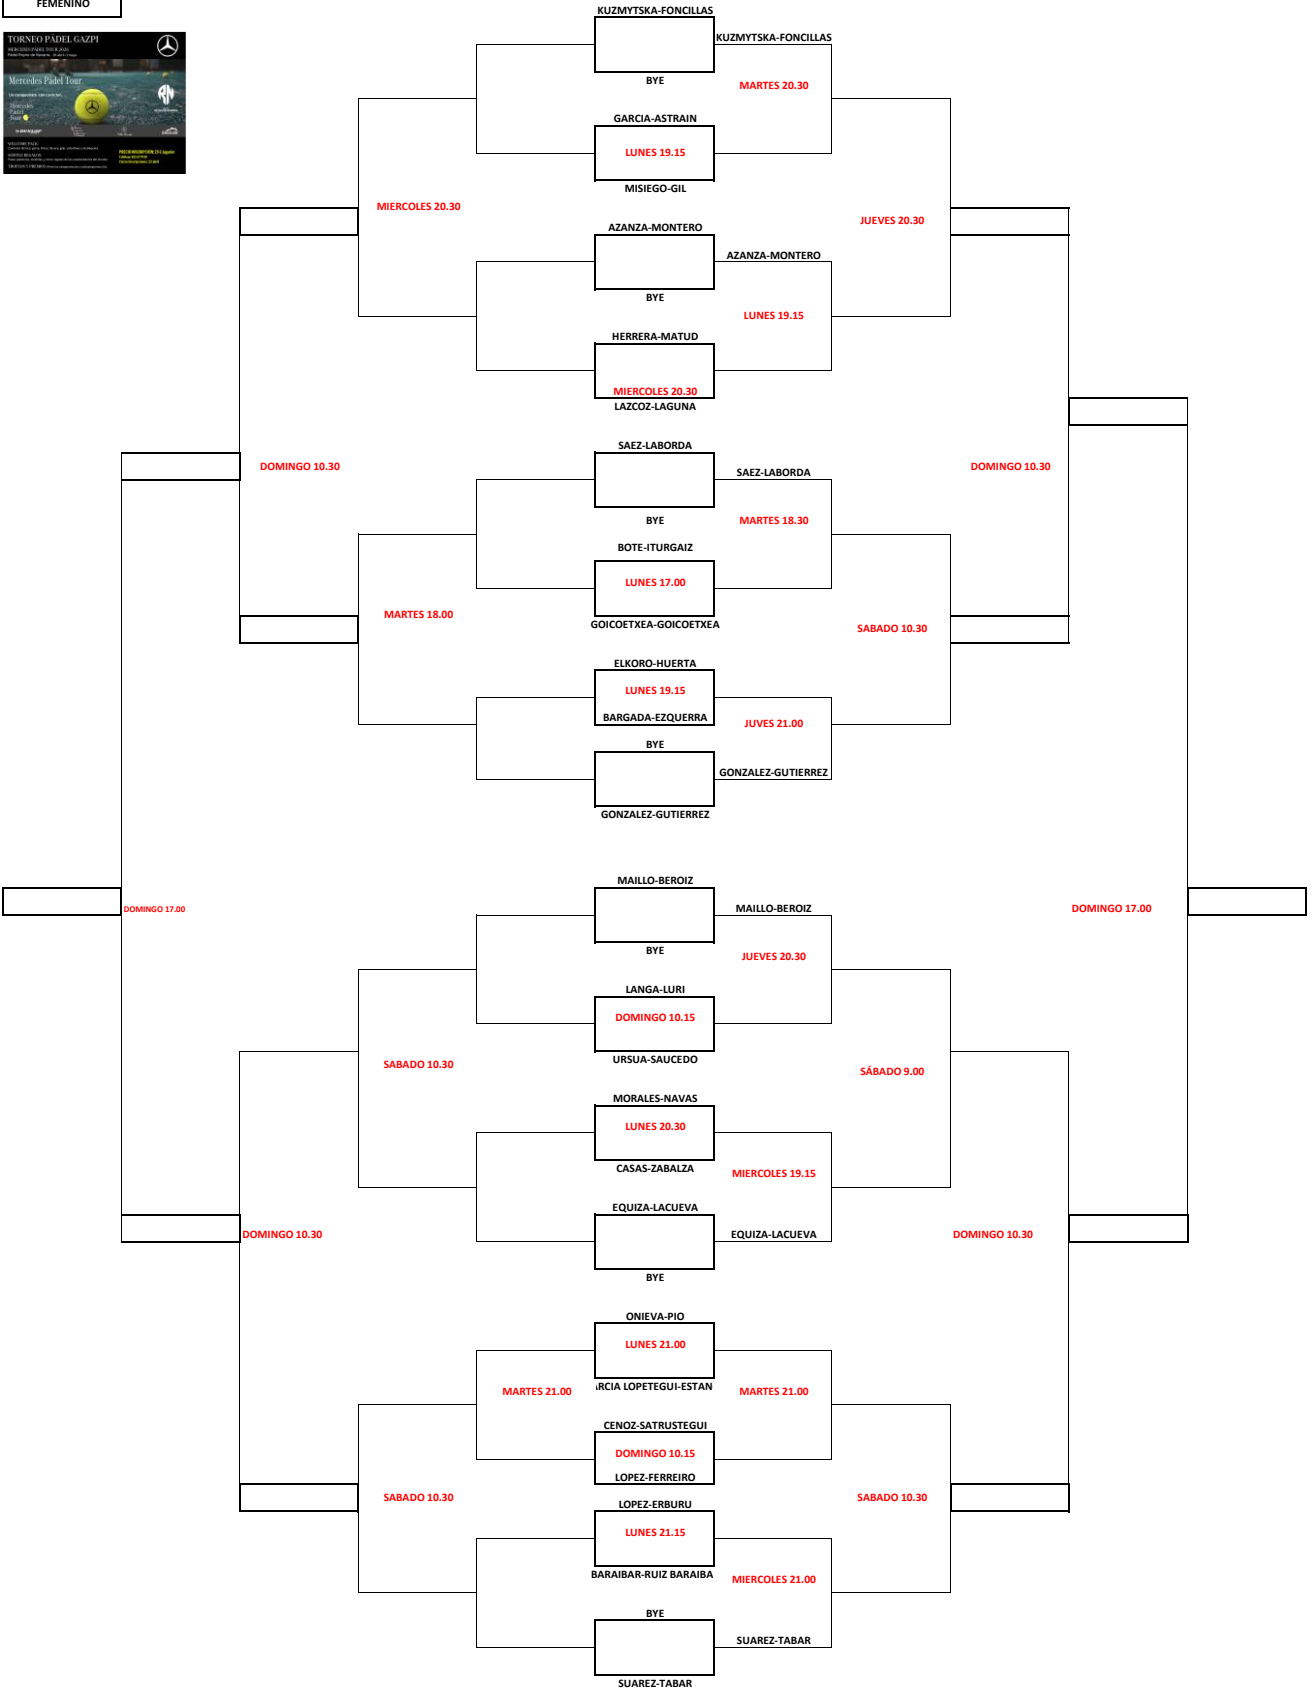 FEMENINO
TORNEO PÁDEL GAZPI
Mercedes Pádel Tour.
KUZMYTSKA-FONCILLAS
KUZMYTSKA-FONCILLAS
BYE
MARTES 20.30
GARCIA-ASTRAIN
LUNES 19.15
MISIEGO-GIL
MIERCOLES 20.30
JUEVES 20.30
AZANZA-MONTERO
AZANZA-MONTERO
BYE
LUNES 19.15
HERRERA-MATUD
MIERCOLES 20.30
LAZCOZ-LAGUNA
SAEZ-LABORDA
DOMINGO 10.30
SAEZ-LABORDA
DOMINGO 10.30
BYE
MARTES 18.30
BOTE-ITURGAIZ
LUNES 17.00
GOICOETXEA-GOICOETXEA
MARTES 18.00
SABADO 10.30
ELKORO-HUERTA
LUNES 19.15
BARGADA-EZQUERRA
JUVES 21.00
BYE
GONZALEZ-GUTIERREZ
GONZALEZ-GUTIERREZ
MAILLO-BEROIZ
DOMINGO 17.00
MAILLO-BEROIZ
DOMINGO 17.00
BYE
JUEVES 20.30
LANGA-LURI
DOMINGO 10.15
URSUA-SAUCEDO
SABADO 10.30
SÁBADO 9.00
MORALES-NAVAS
LUNES 20.30
CASAS-ZABALZA
MIERCOLES 19.15
EQUIZA-LACUEVA
DOMINGO 10.30
EQUIZA-LACUEVA
DOMINGO 10.30
BYE
ONIEVA-PIO
LUNES 21.00
MARTES 21.00
RCIA LOPETEGUI-ESTAN
MARTES 21.00
CENOZ-SATRUSTEGUI
DOMINGO 10.15
LOPEZ-FERREIRO
SABADO 10.30
SABADO 10.30
LOPEZ-ERBURU
LUNES 21.15
BARAIBAR-RUIZ BARAIBA
MIERCOLES 21.00
BYE
SUAREZ-TABAR
SUAREZ-TABAR